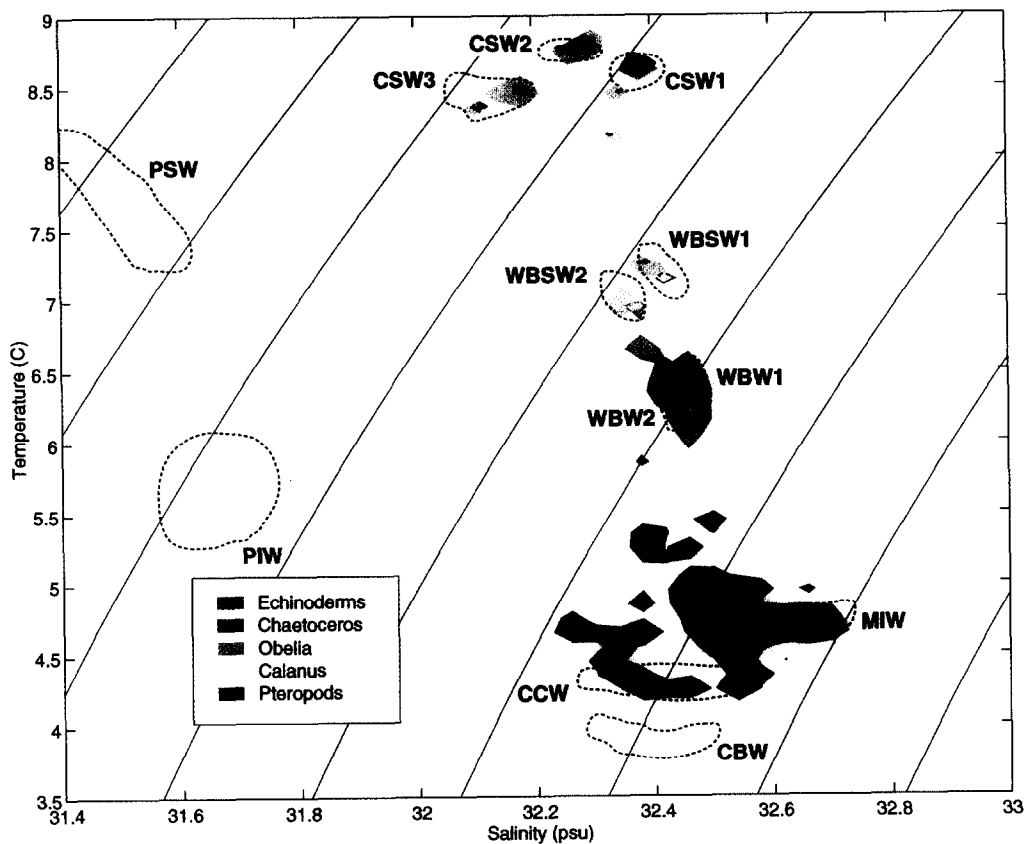 9
8.5
8
7.5
7
6.5
6
5.5
5
4.5
4
3.5
Temperature (C)
CSW2
CSW3
CSW1
PSW
WBSW1
WBSW2
WBW1
WBW2
PIW
MIW
CCW
CBW
Echinoderms
Chaetoceros
Obelia
Calanus
Pteropods
31.4
31.6
31.8
32
32.2
32.4
32.6
32.8
33
Salinity (psu)